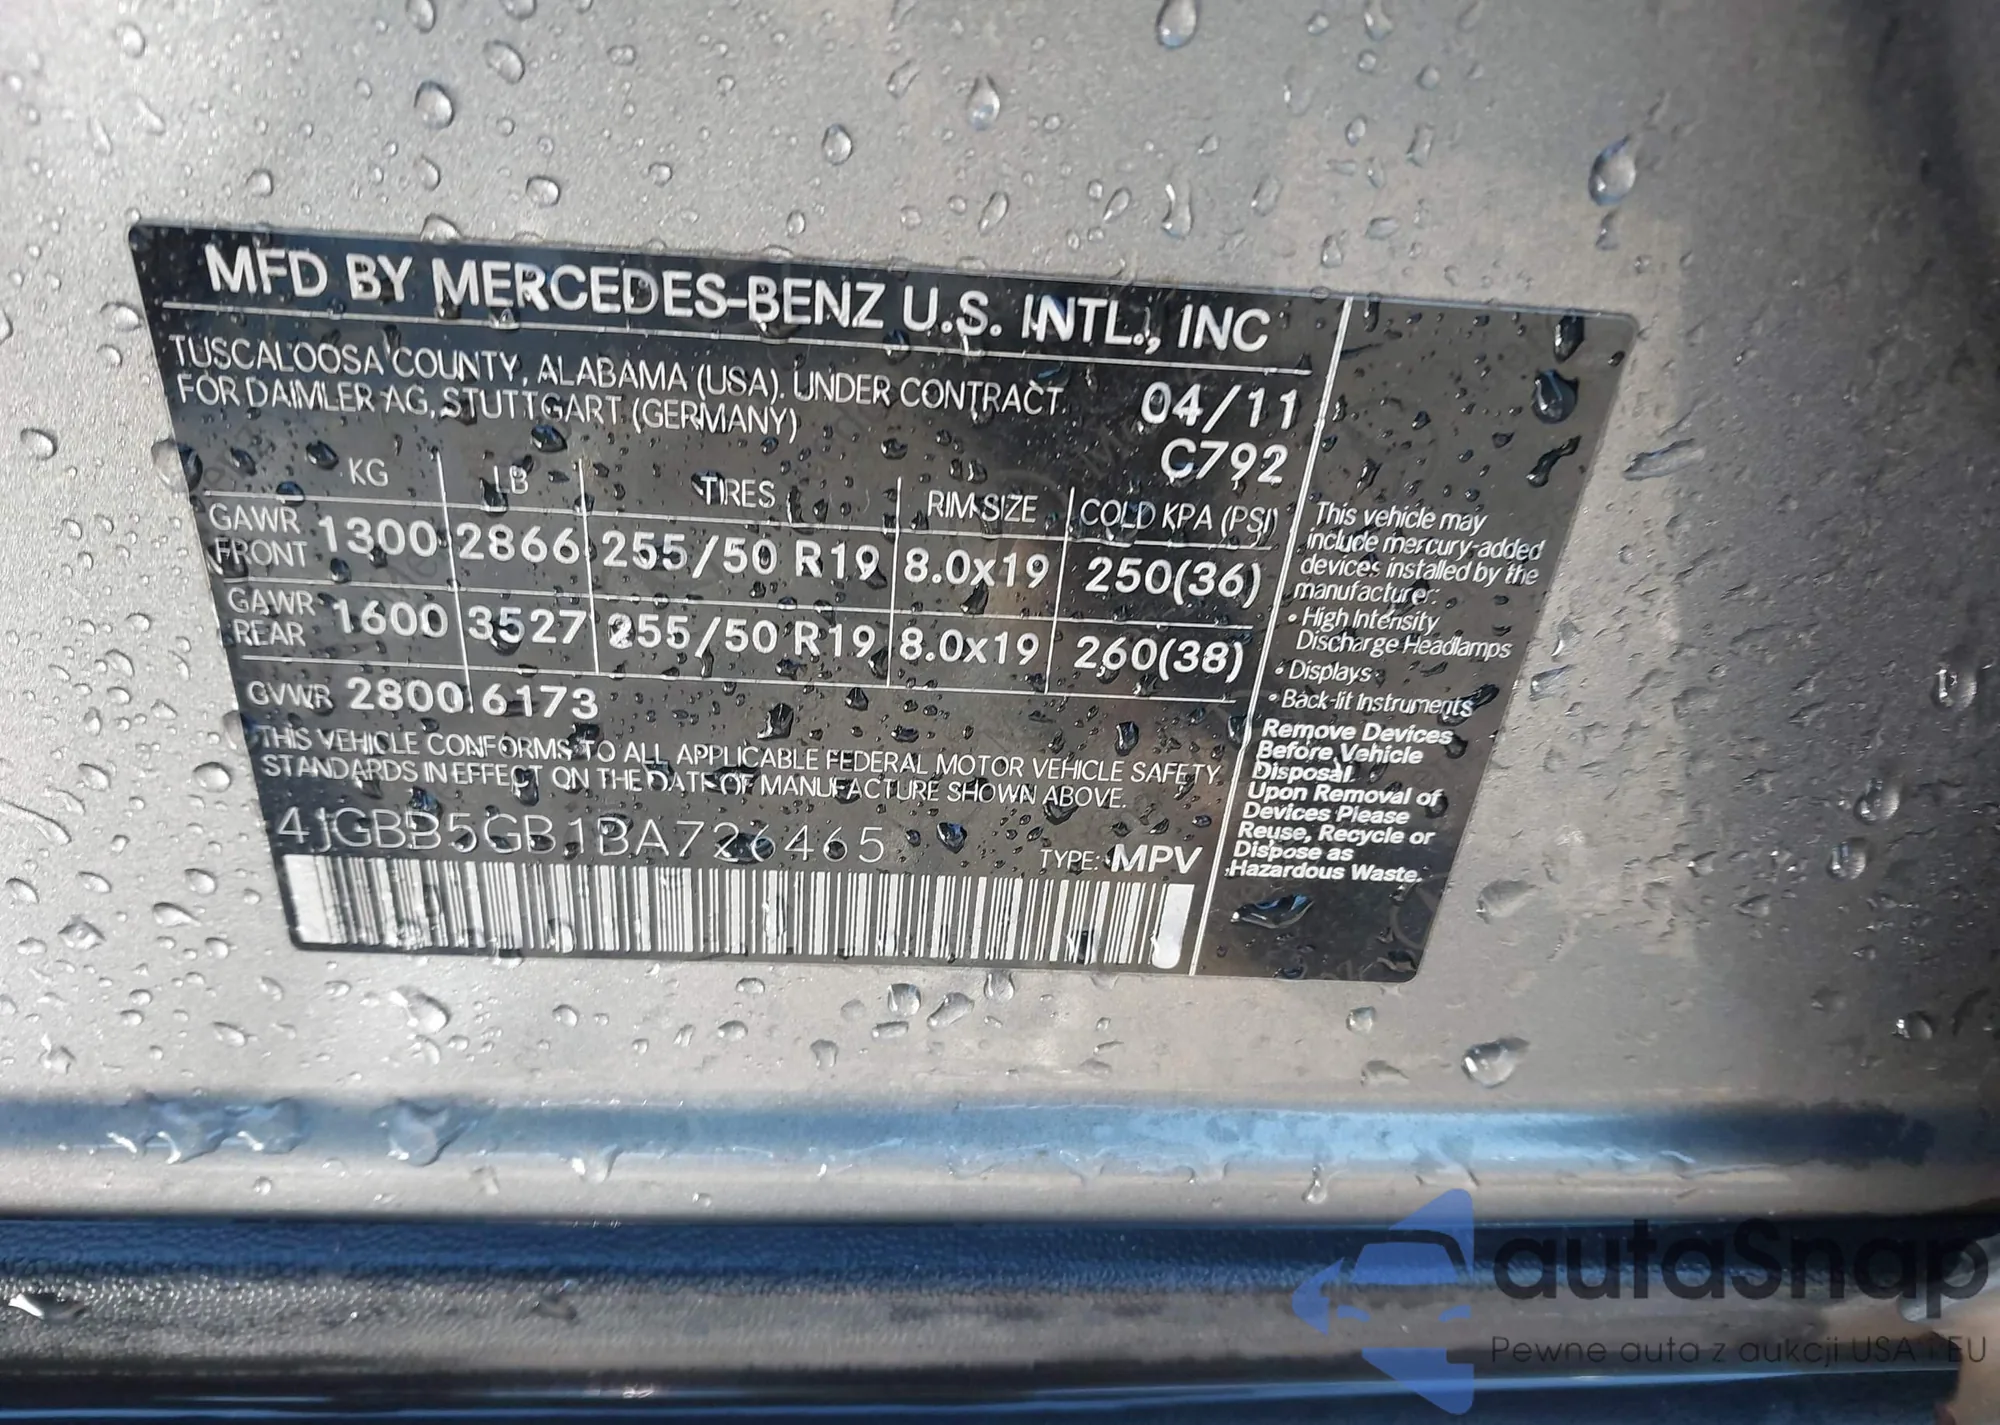 MFD BY MERCEDES-BENZ U.S. INTL., INC
TUSCALOOSA COUNTY, ALABAMA (USA). UNDER CONTRACT
FOR DAIMLER AG, STUTTGART (GERMANY)
04/11
C792
KG LB TIRES RIM SIZE COLD KPA (PSI)
GAWR FRONT 1300 2866 255/50 R19 8.0x19 250(36)
GAWR REAR 1600 3527 255/50 R19 8.0x19 260(38)
GVWR 2800 6173
THIS VEHICLE CONFORMS TO ALL APPLICABLE FEDERAL MOTOR VEHICLE SAFETY
STANDARDS IN EFFECT ON THE DATE OF MANUFACTURE SHOWN ABOVE.
4JGBB5GB1BA726465
TYPE: MPV
This vehicle may
include mercury-added
devices installed by the
manufacturer:
• High Intensity
Discharge Headlamps
• Displays
• Back-lit Instruments
Remove Devices
Before Vehicle
Disposal.
Upon Removal of
Devices Please
Reuse, Recycle or
Dispose as
Hazardous Waste.
autaSnap
Pewne auta z aukcji USA i EU